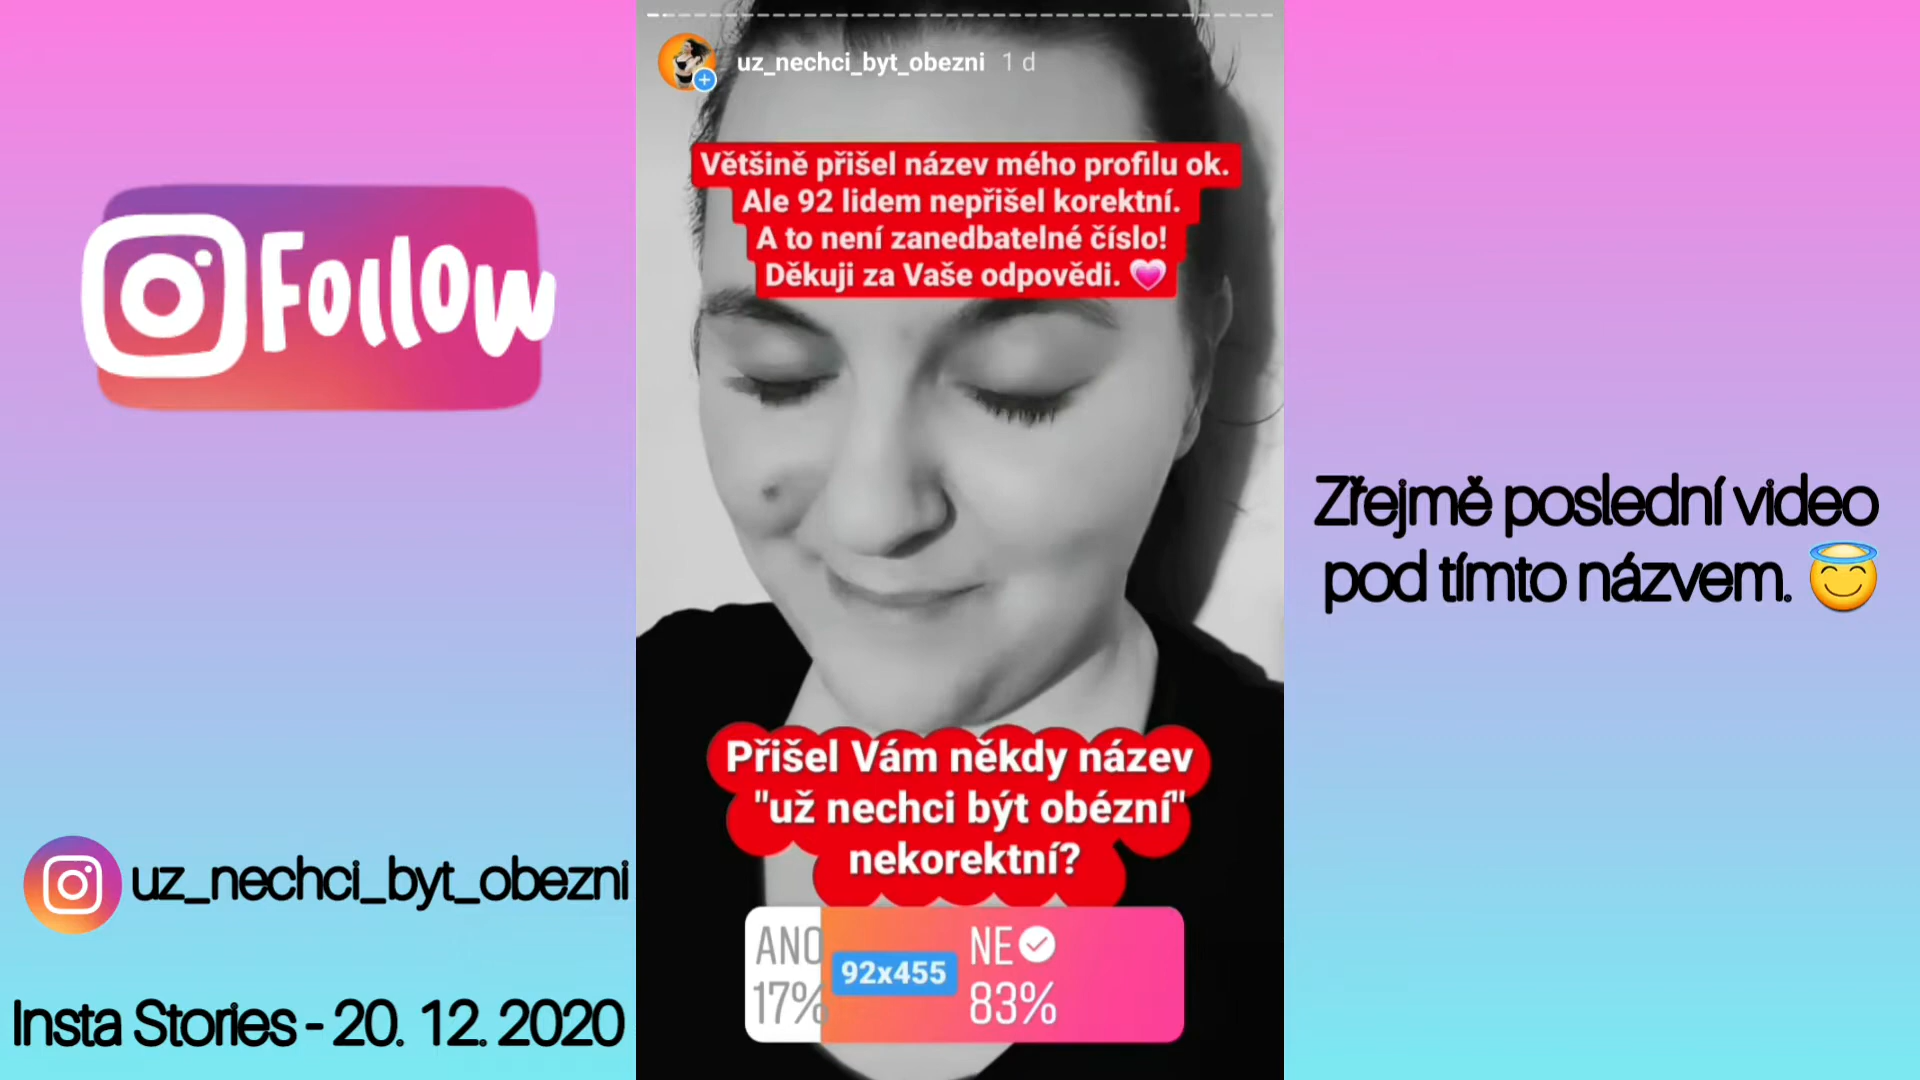 Follow
uz_nechci_byt_obezni
Insta Stories - 20. 12. 2020
uz_nechci_byt_obezni 1 d
Většině přišel název mého profilu ok.
Ale 92 lidem nepřišel korektní.
A to není zanedbatelné číslo!
Děkuji za Vaše odpovědi. 💗
Přišel Vám někdy název
"už nechci být obézní"
nekorektní?
ANO
17%
92x455
NE
83%
Zřejmě poslední video
pod tímto názvem. 😇